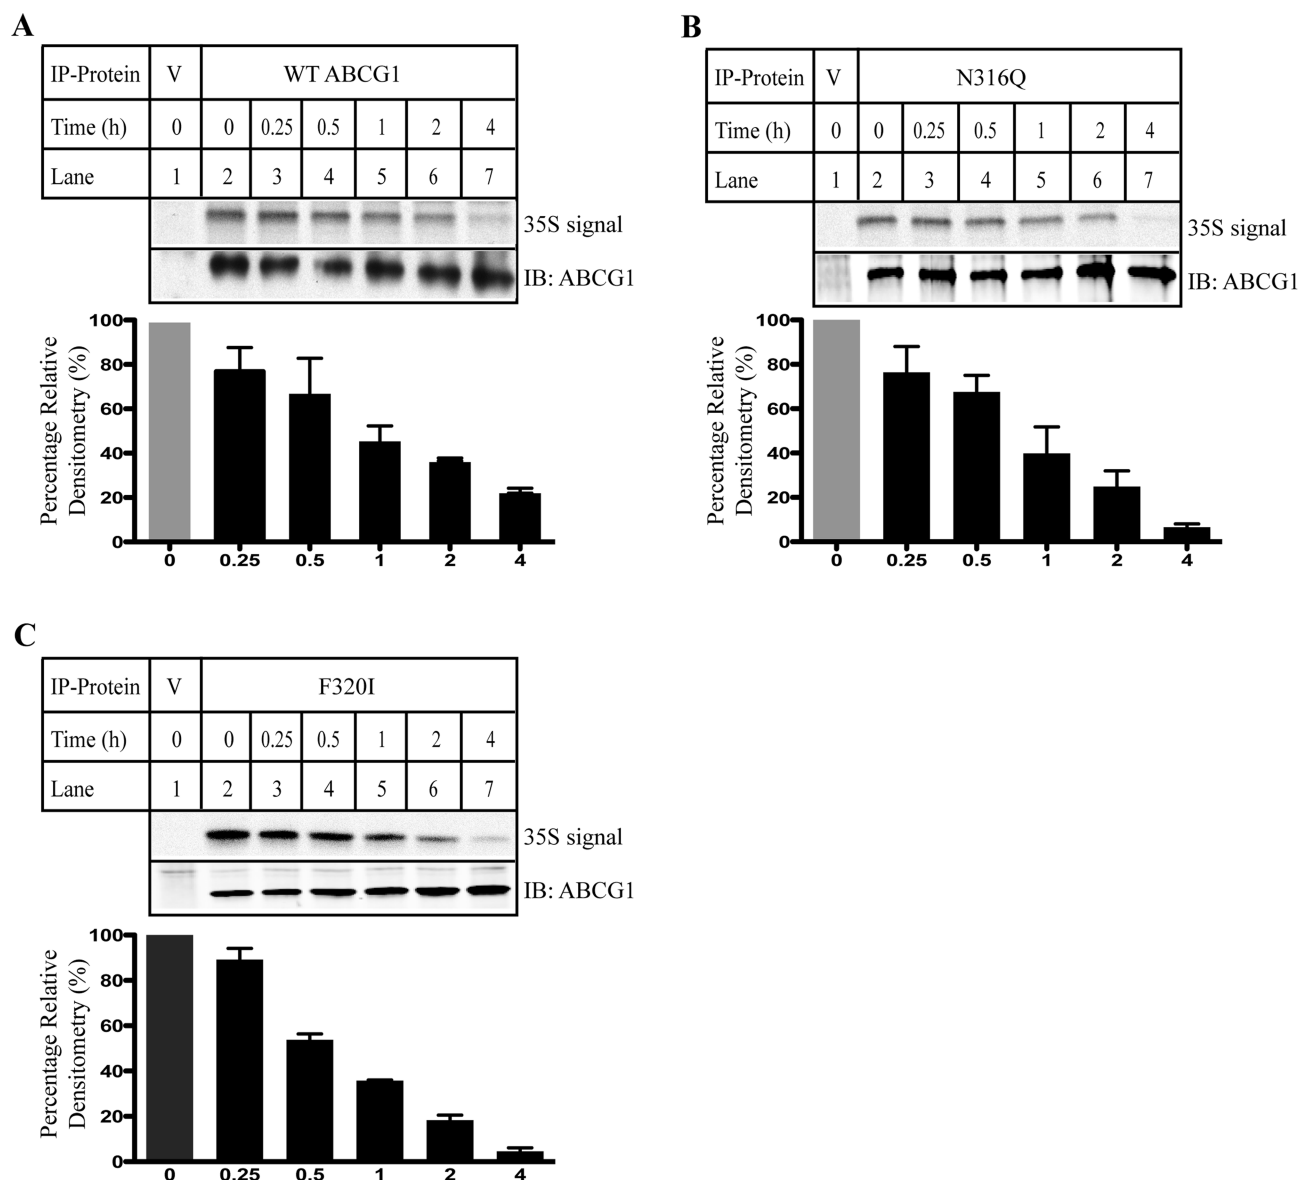 A
IP-Protein V WT ABCG1
Time (h) 0 0 0.25 0.5 1 2 4
Lane 1 2 3 4 5 6 7
35S signal
IB: ABCG1
Percentage Relative
Densitometry (%)
100
80
60
40
20
0
0 0.25 0.5 1 2 4
B
IP-Protein V N316Q
Time (h) 0 0 0.25 0.5 1 2 4
Lane 1 2 3 4 5 6 7
35S signal
IB: ABCG1
Percentage Relative
Densitometry (%)
100
80
60
40
20
0
0 0.25 0.5 1 2 4
C
IP-Protein V F320I
Time (h) 0 0 0.25 0.5 1 2 4
Lane 1 2 3 4 5 6 7
35S signal
IB: ABCG1
Percentage Relative
Densitometry (%)
100
80
60
40
20
0
0 0.25 0.5 1 2 4